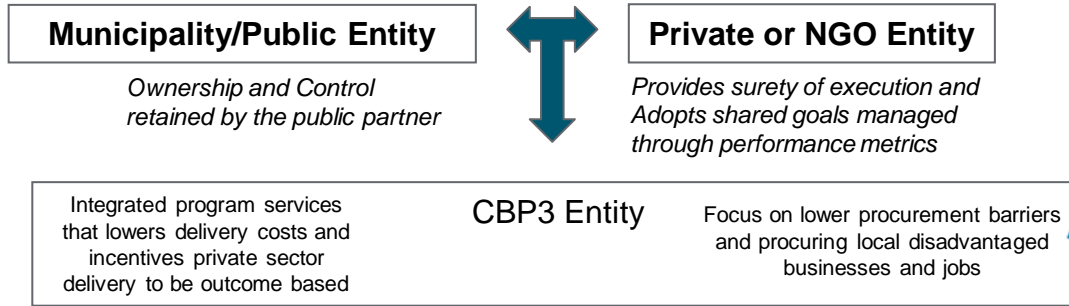 Municipality/Public Entity
Private or NGO Entity
Ownership and Control
retained by the public partner
Provides surety of execution and
Adopts shared goals managed
through performance metrics
Integrated program services
that lowers delivery costs and
incentives private sector
delivery to be outcome based
CBP3 Entity
Focus on lower procurement barriers
and procuring local disadvantaged
businesses and jobs